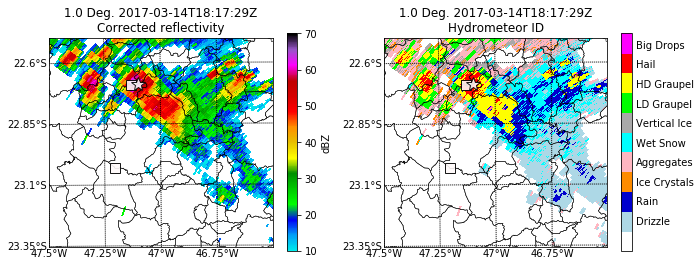 1.0 Deg. 2017-03-14T18:17:29Z
Corrected reflectivity
22.6°S
22.85°S
23.1°S
23.35°S
47.5°W
47.25°W
47°W
46.75°W
70
60
50
40
30
20
10
dBZ
1.0 Deg. 2017-03-14T18:17:29Z
Hydrometeor ID
22.6°S
22.85°S
23.1°S
23.35°S
47.5°W
47.25°W
47°W
46.75°W
Big Drops
Hail
HD Graupel
LD Graupel
Vertical Ice
Wet Snow
Aggregates
Ice Crystals
Rain
Drizzle